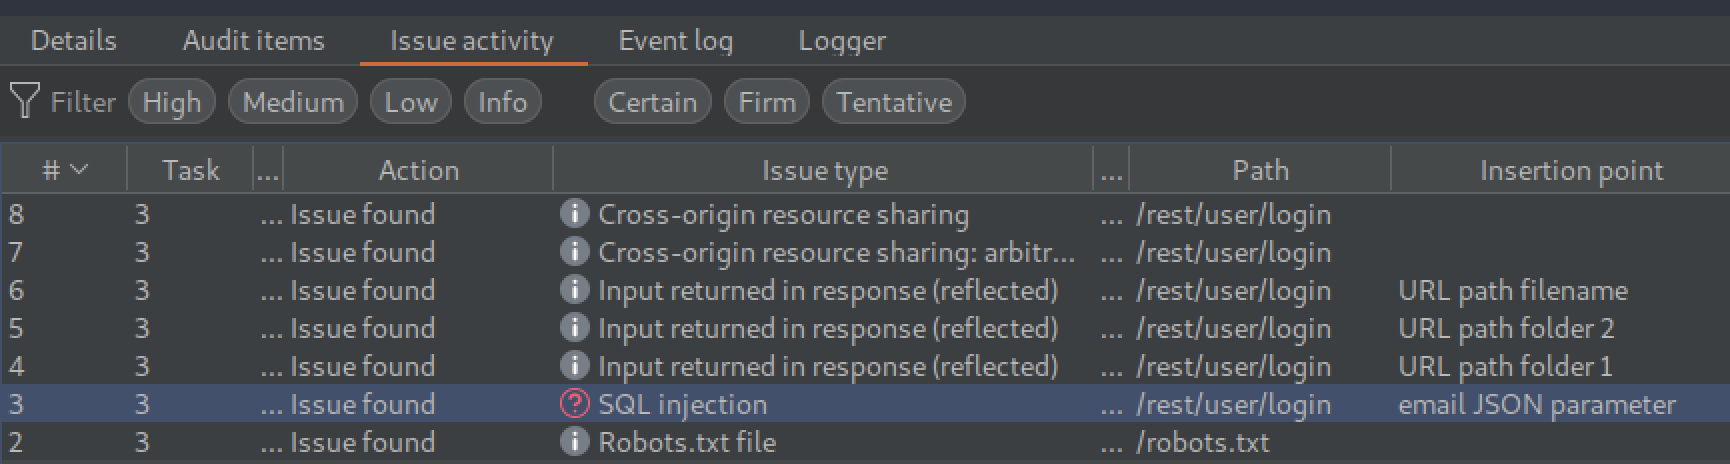 Details Audit items Issue activity Event log Logger
Filter High Medium Low Info Certain Firm Tentative
# Task ... Action Issue type ... Path Insertion point
8 3 ... Issue found Cross-origin resource sharing ... /rest/user/login
7 3 ... Issue found Cross-origin resource sharing: arbitr... ... /rest/user/login
6 3 ... Issue found Input returned in response (reflected) ... /rest/user/login URL path filename
5 3 ... Issue found Input returned in response (reflected) ... /rest/user/login URL path folder 2
4 3 ... Issue found Input returned in response (reflected) ... /rest/user/login URL path folder 1
3 3 ... Issue found ? SQL injection ... /rest/user/login email JSON parameter
2 3 ... Issue found Robots.txt file ... /robots.txt